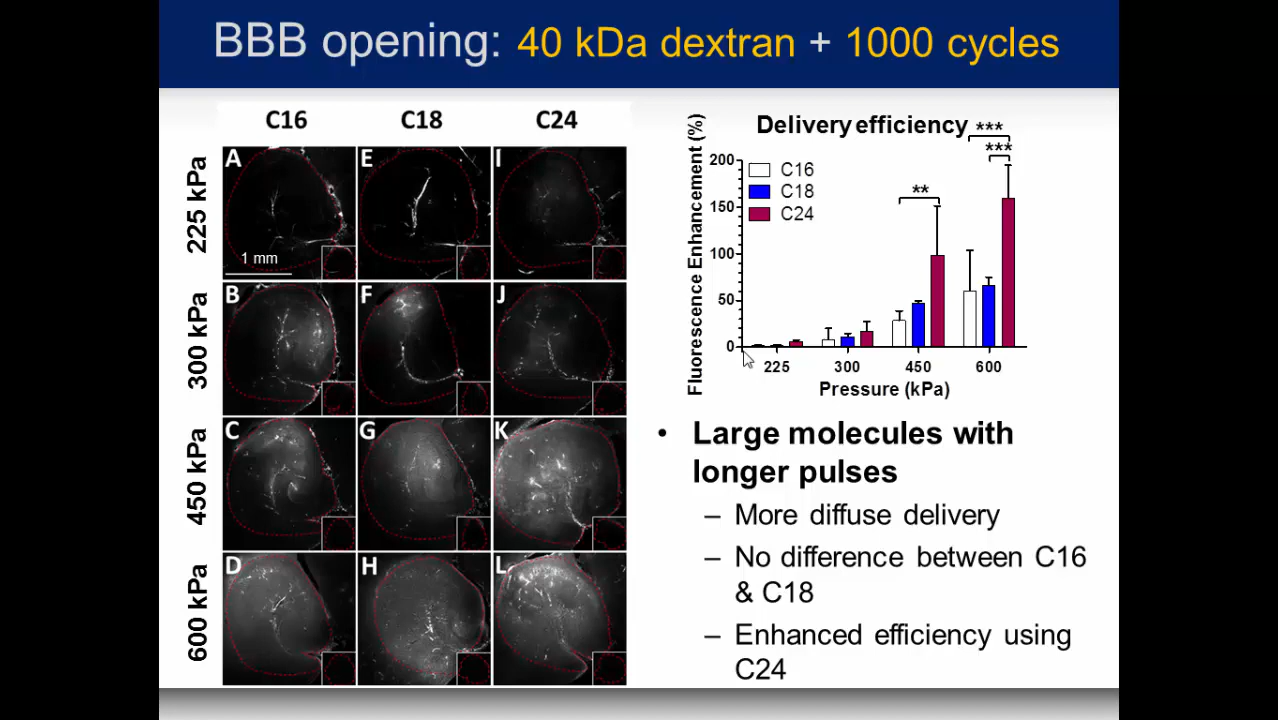 BBB opening: 40 kDa dextran + 1000 cycles
C16 C18 C24
225 kPa
A E I
1 mm
300 kPa
B F J
450 kPa
C G K
600 kPa
D H L
Delivery efficiency
***
***
**
Fluorescence Enhancement (%)
200
150
100
50
0
C16
C18
C24
225 300 450 600
Pressure (kPa)
• Large molecules with
longer pulses
– More diffuse delivery
– No difference between C16
& C18
– Enhanced efficiency using
C24